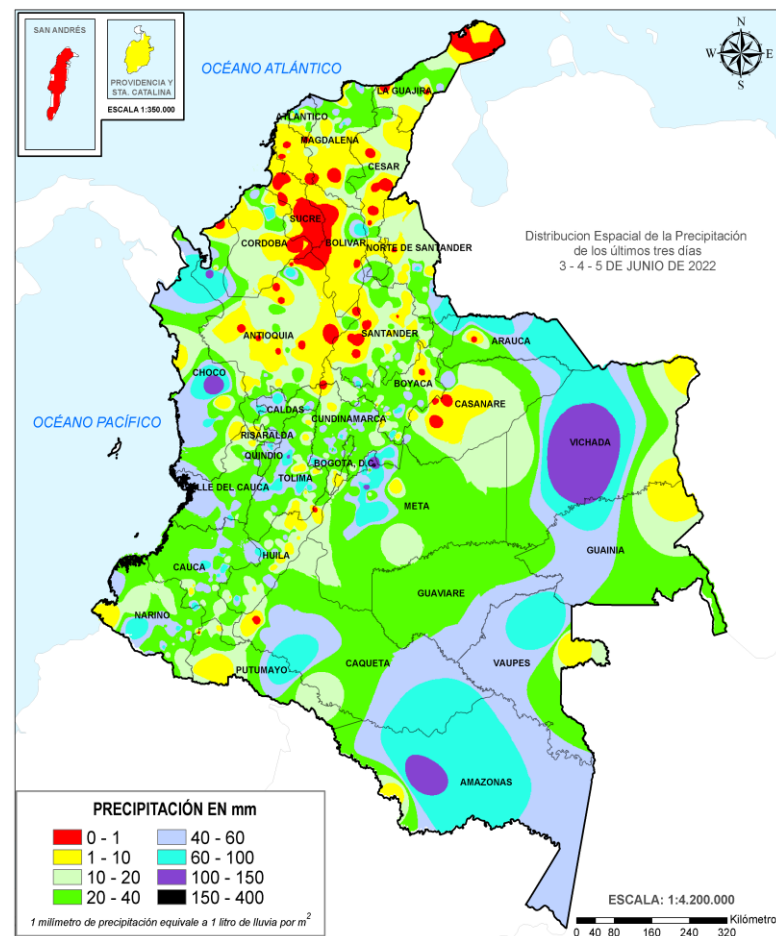 SAN ANDRÉS
PROVIDENCIA Y
STA. CATALINA
ESCALA 1:350.000
OCÉANO ATLÁNTICO
N
W
E
S
LA GUAJIRA
ATLANTICO
MAGDALENA
CESAR
SUCRE
CORDOBA
BOLIVAR
NORTE DE SANTANDER
Distribucion Espacial de la Precipitación
de los últimos tres días
3 - 4 - 5 DE JUNIO DE 2022
ANTIOQUIA
SANTANDER
ARAUCA
CHOCO
BOYACA
CASANARE
CALDAS
CUNDINAMARCA
OCÉANO PACÍFICO
RISARALDA
VICHADA
QUINDIO
BOGOTA, D.C.
TOLIMA
VALLE DEL CAUCA
META
GUAINIA
HUILA
CAUCA
GUAVIARE
NARINO
CAQUETA
VAUPES
PUTUMAYO
AMAZONAS
PRECIPITACIÓN EN mm
0 - 1
40 - 60
1 - 10
60 - 100
10 - 20
100 - 150
20 - 40
150 - 400
1 milímetro de precipitación equivale a 1 litro de lluvia por m²
ESCALA: 1:4.200.000
Kilómetro
0 40 80 160 240 320